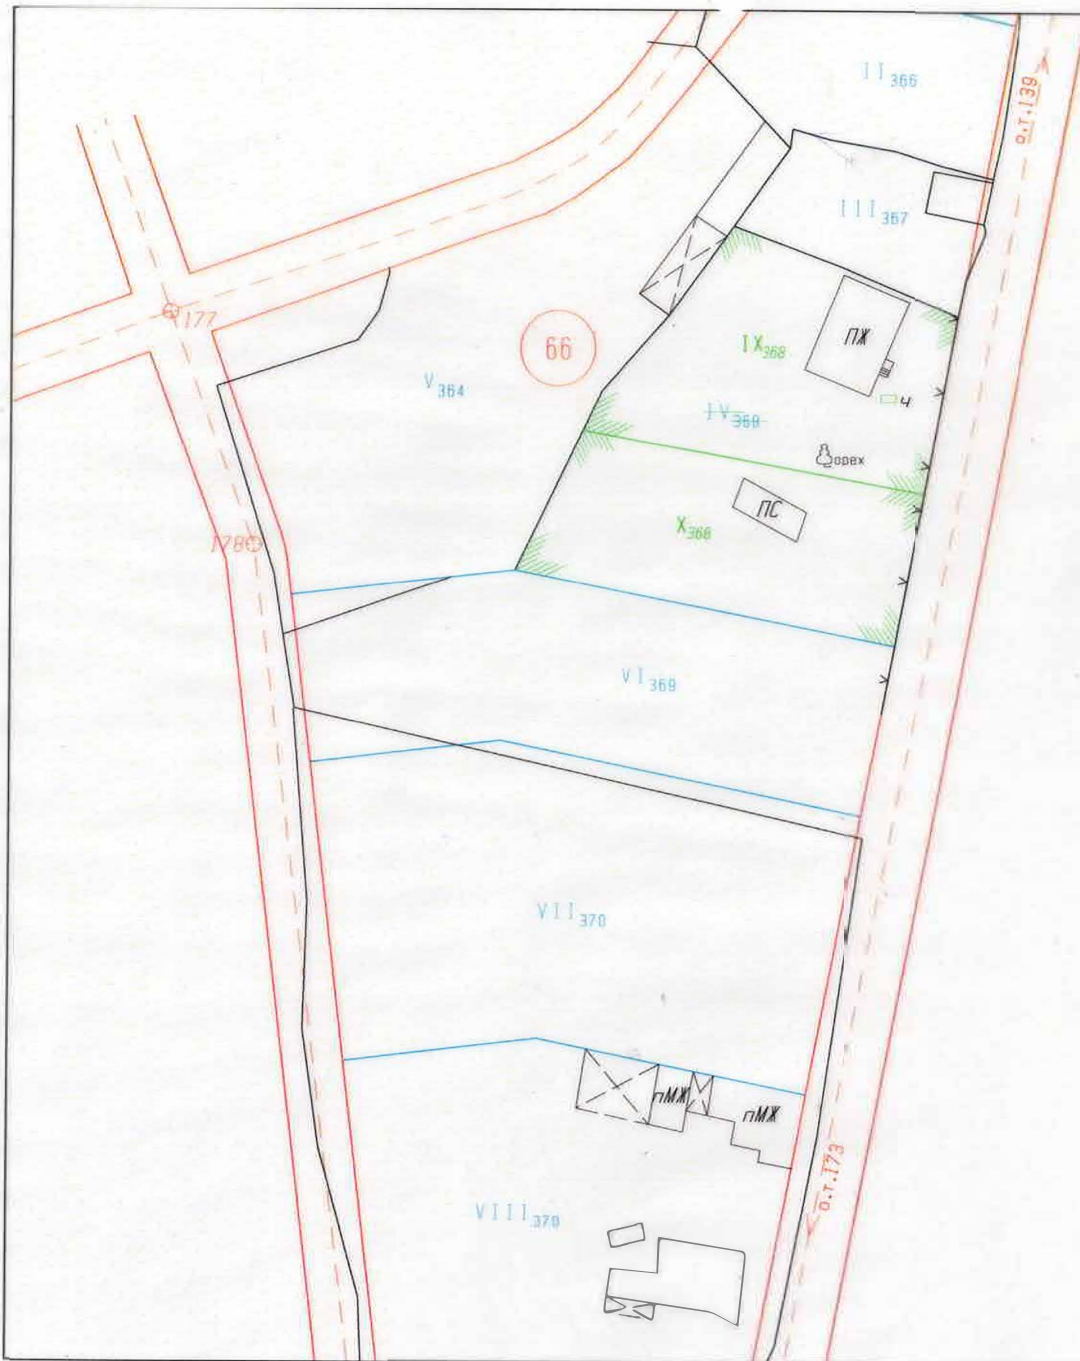 II 366
о.т.139
III 367
177
66
IX 368
ПЖ
V 364
Ч
IV 368
орех
ПС
X 368
178
VI 369
VII 370
пМЖ
пМЖ
о.т.173
VIII 370